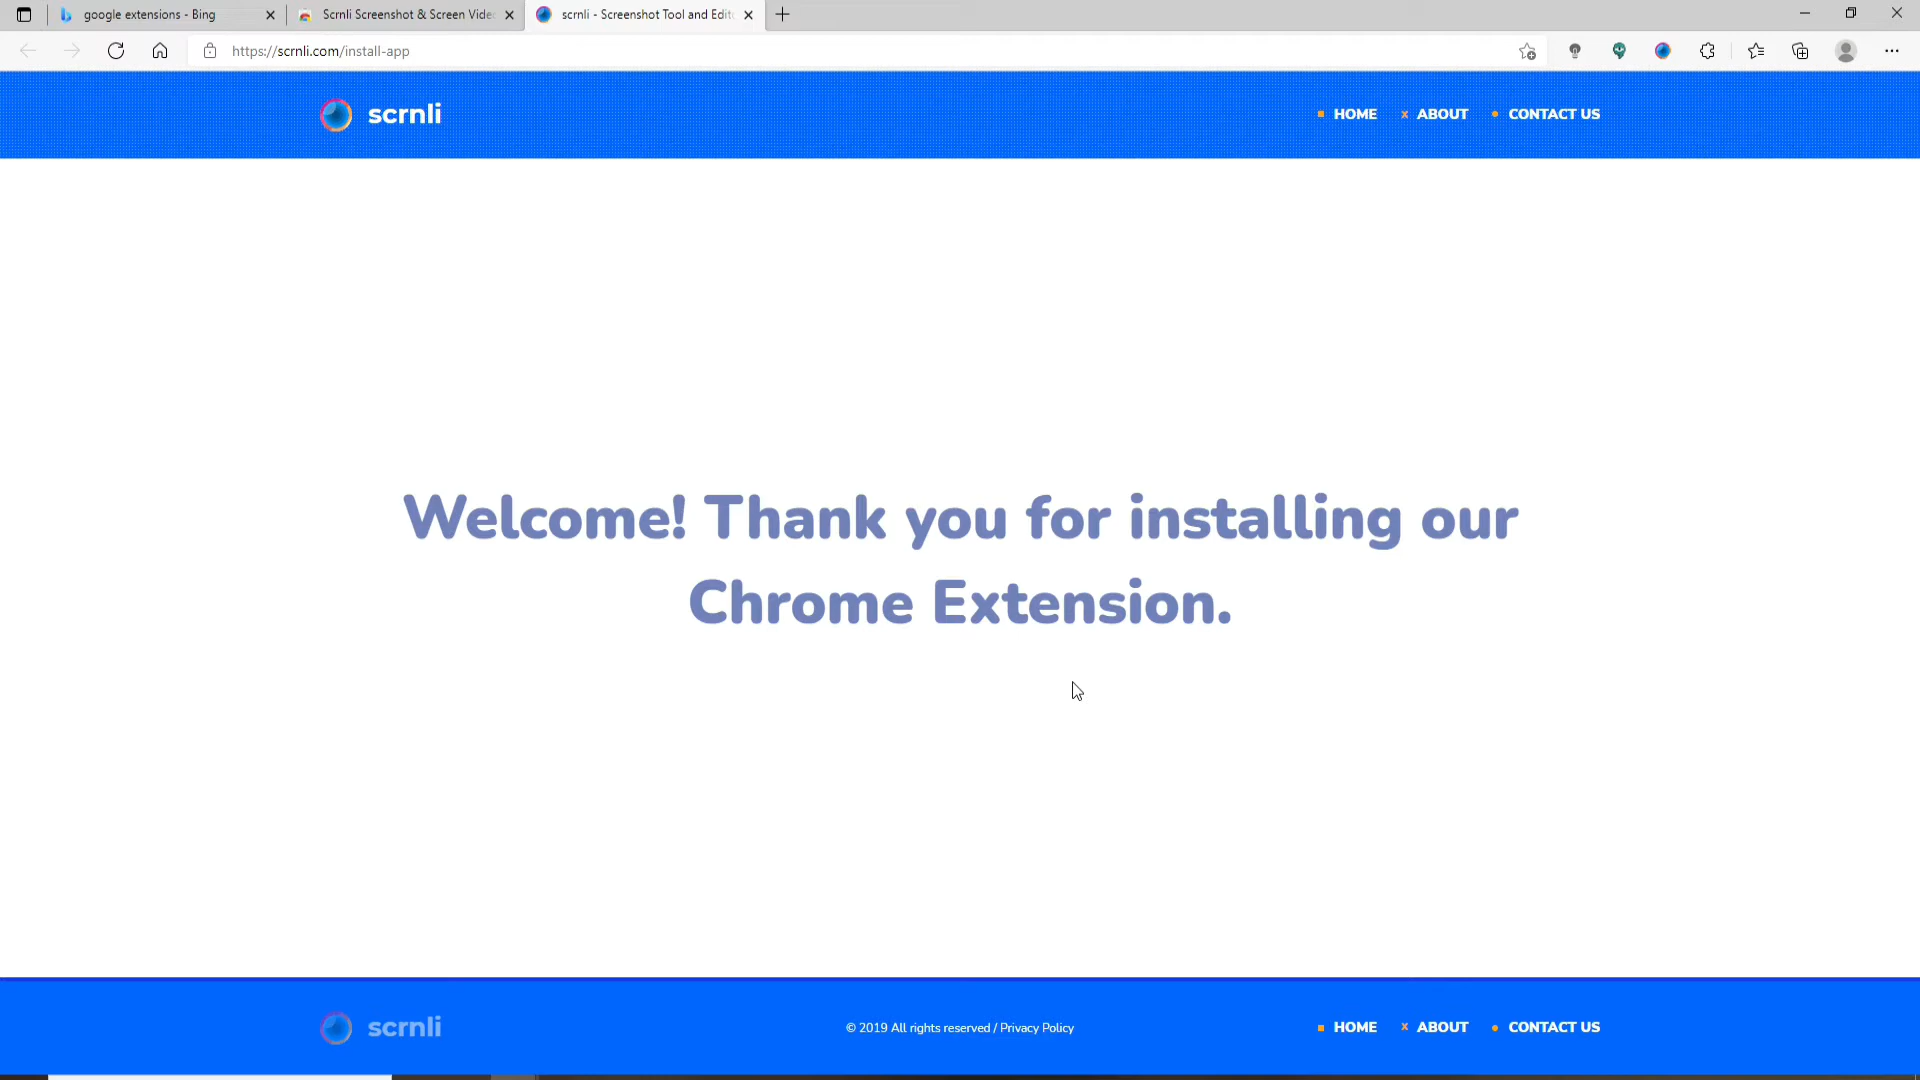 google extensions - Bing
Scrnli Screenshot & Screen Vide
scrnli - Screenshot Tool and Edit
https://scrnli.com/install-app
scrnli
HOME
ABOUT
CONTACT US
Welcome! Thank you for installing our
Chrome Extension.
scrnli
© 2019 All rights reserved / Privacy Policy
HOME
ABOUT
CONTACT US